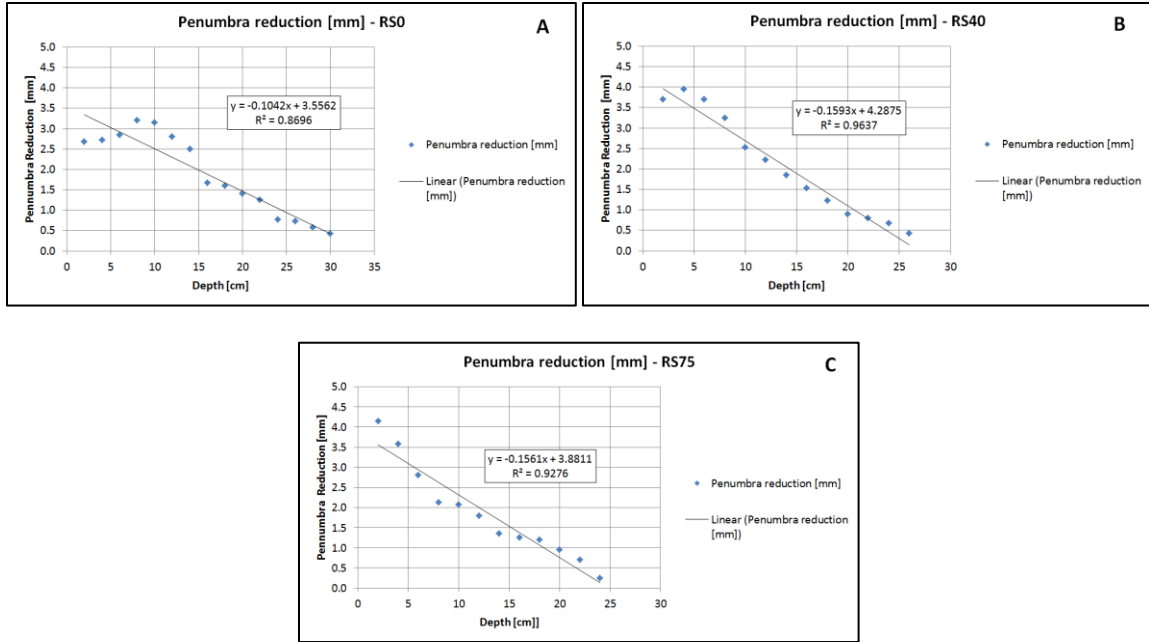 Penumbra reduction [mm] - RS0
A
Pennumbra Reduction [mm]
5.0
4.5
4.0
3.5
3.0
2.5
2.0
1.5
1.0
0.5
0.0
y = -0.1042x + 3.5562
R² = 0.8696
0 5 10 15 20 25 30 35
Depth [cm]
Penumbra reduction [mm]
Linear (Penumbra reduction
[mm])
Penumbra reduction [mm] - RS40
B
Pennumbra Reduction [mm]
5.0
4.5
4.0
3.5
3.0
2.5
2.0
1.5
1.0
0.5
0.0
y = -0.1593x + 4.2875
R² = 0.9637
0 5 10 15 20 25 30
Depth [cm]
Penumbra reduction [mm]
Linear (Penumbra reduction
[mm])
Penumbra reduction [mm] - RS75
C
Pennumbra Reduction [mm]
5.0
4.5
4.0
3.5
3.0
2.5
2.0
1.5
1.0
0.5
0.0
y = -0.1561x + 3.8811
R² = 0.9276
0 5 10 15 20 25 30
Depth [cm]]
Penumbra reduction [mm]
Linear (Penumbra reduction
[mm])